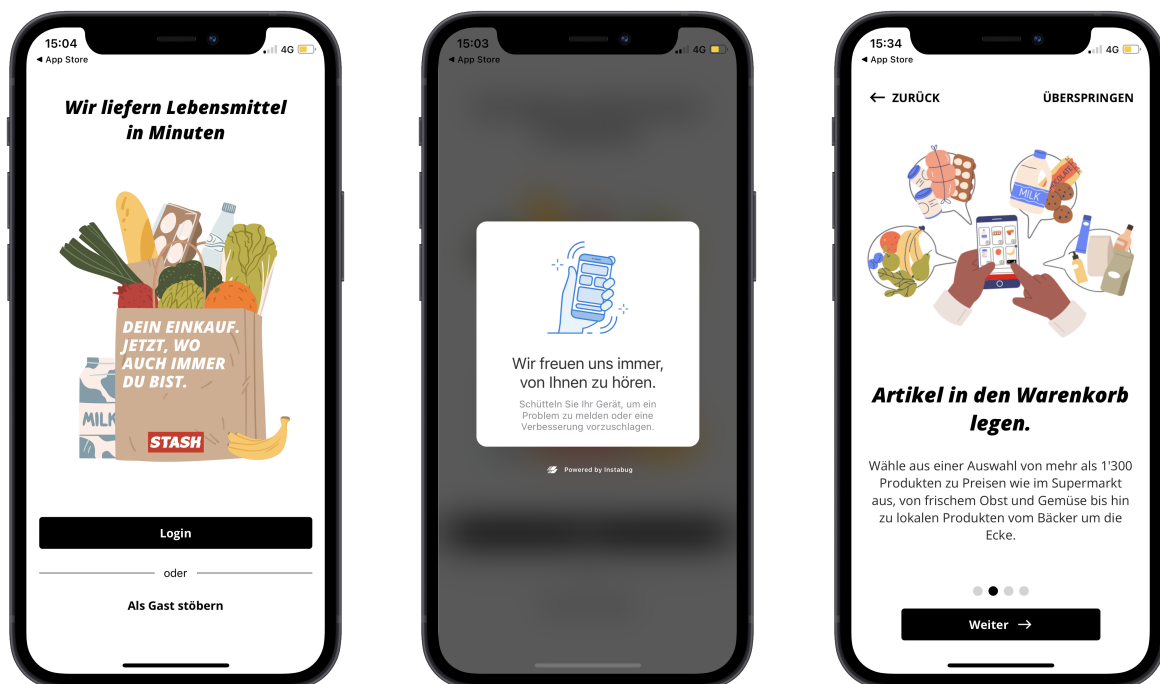 15:04
4G
◀ App Store
Wir liefern Lebensmittel
in Minuten
DEIN EINKAUF.
JETZT, WO
AUCH IMMER
DU BIST.
MILK
STASH
Login
oder
Als Gast stöbern
15:03
4G
◀ App Store
Wir freuen uns immer,
von Ihnen zu hören.
Schütteln Sie Ihr Gerät, um ein
Problem zu melden oder eine
Verbesserung vorzuschlagen.
Powered by Instabug
15:34
4G
◀ App Store
← ZURÜCK
ÜBERSPRINGEN
MILK
CHOCOLATE
Artikel in den Warenkorb
legen.
Wähle aus einer Auswahl von mehr als 1'300
Produkten zu Preisen wie im Supermarkt
aus, von frischem Obst und Gemüse bis hin
zu lokalen Produkten vom Bäcker um die
Ecke.
Weiter →